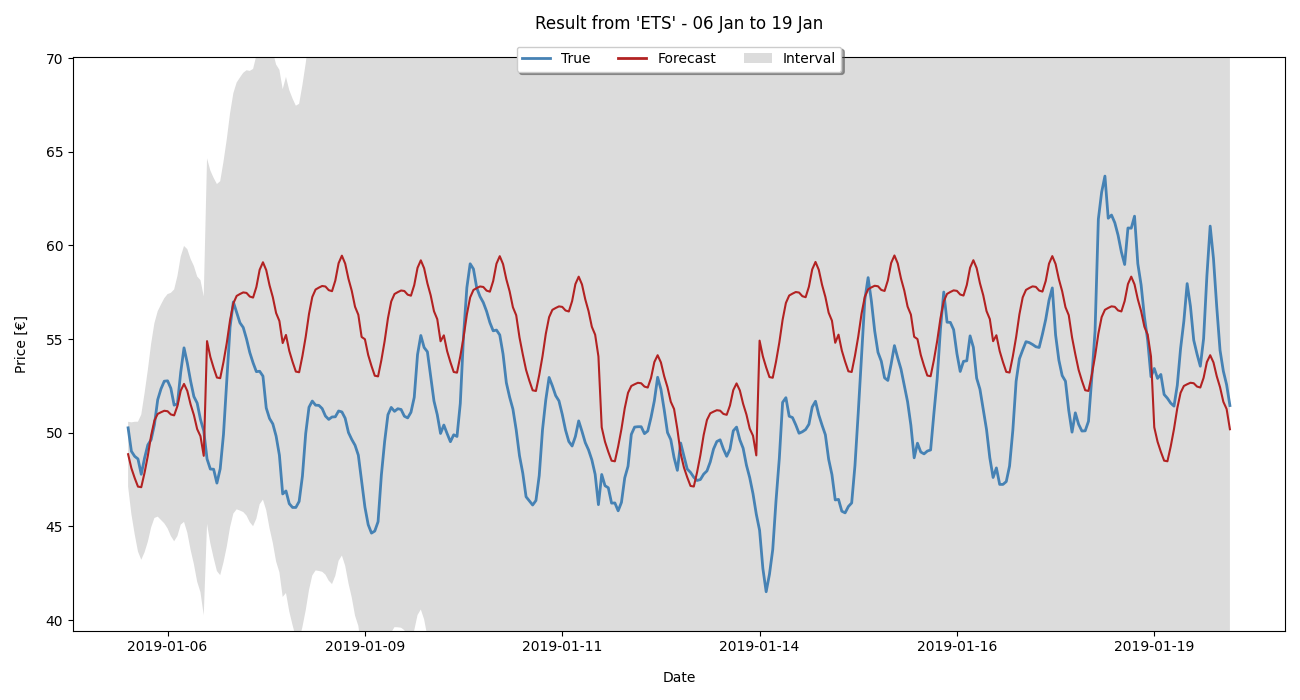 Result from 'ETS' - 06 Jan to 19 Jan
True
Forecast
Interval
70
65
60
55
50
45
40
Price [€]
2019-01-06
2019-01-09
2019-01-11
2019-01-14
2019-01-16
2019-01-19
Date